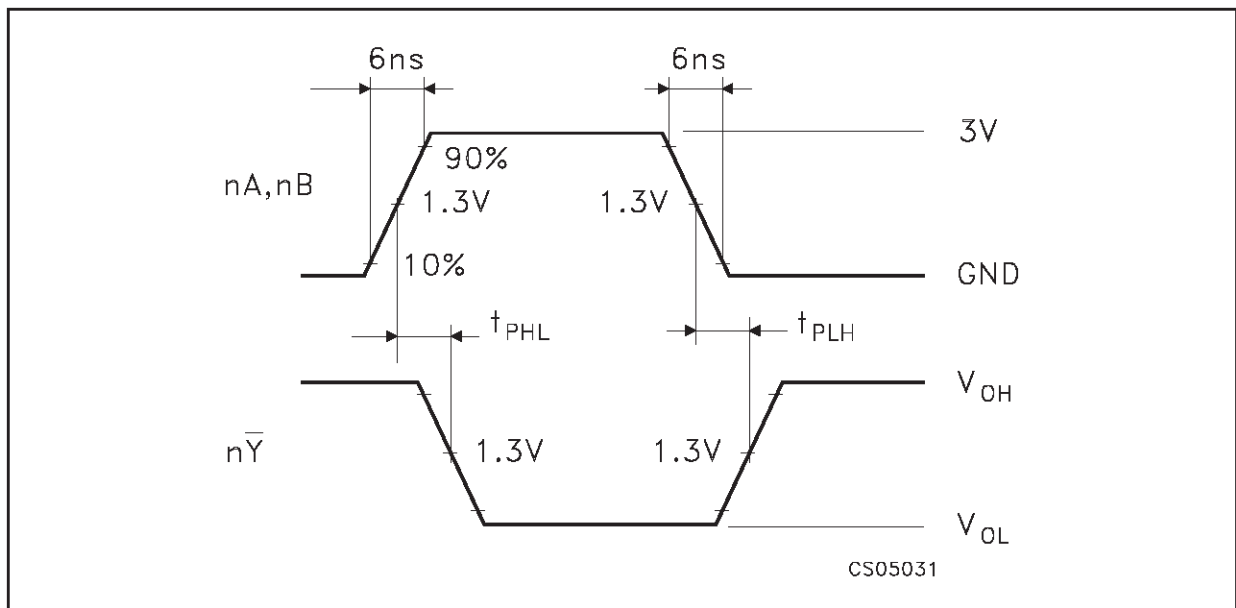 6ns 6ns
3V
90%
nA,nB 1.3V 1.3V
10%
GND
tPHL tPLH
VOH
nY̅ 1.3V 1.3V
VOL
CS05031